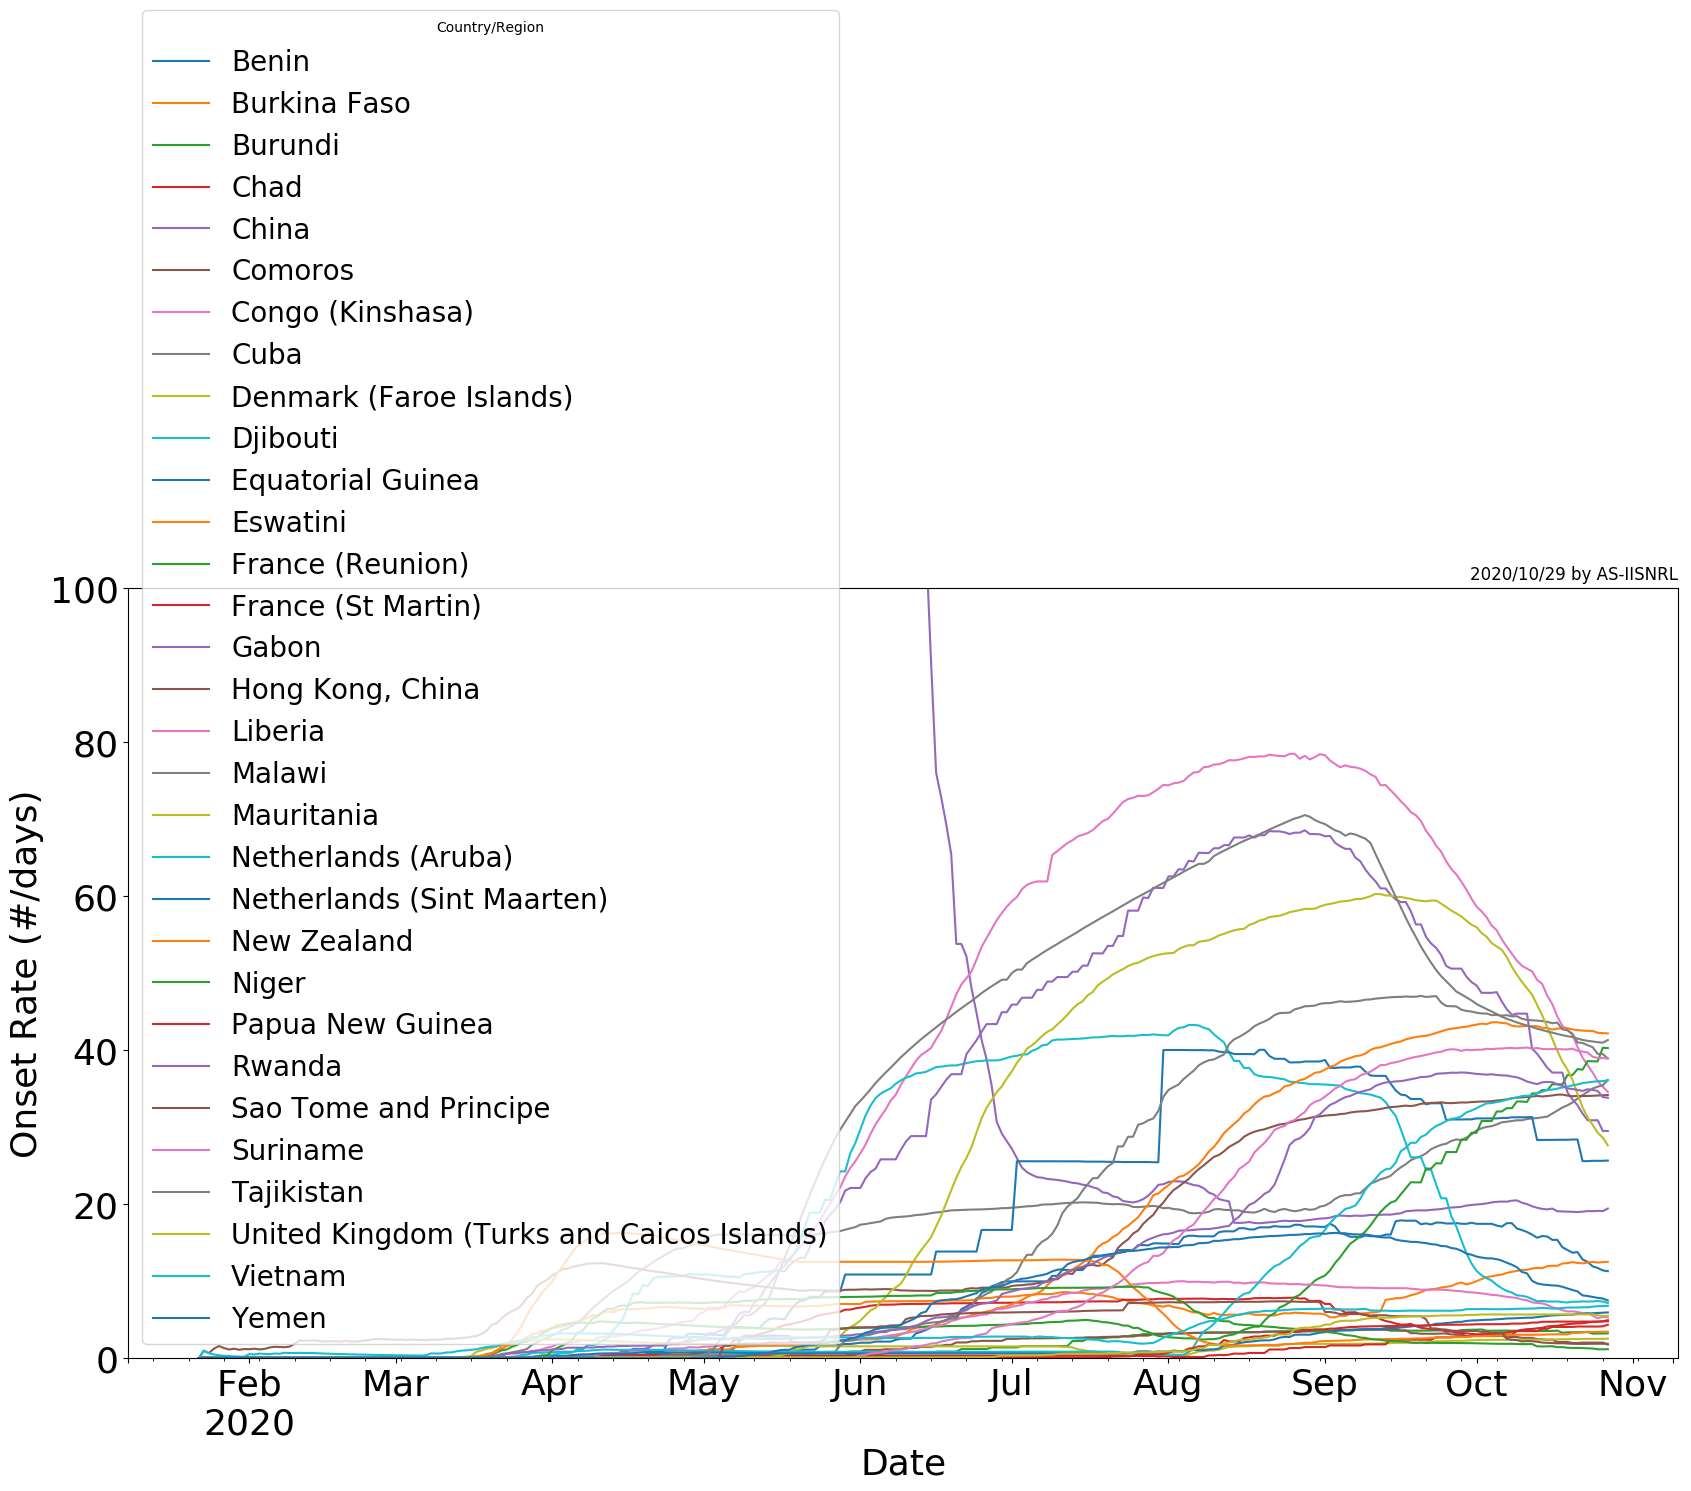 Country/Region
Benin
Burkina Faso
Burundi
Chad
China
Comoros
Congo (Kinshasa)
Cuba
Denmark (Faroe Islands)
Djibouti
Equatorial Guinea
Eswatini
France (Reunion)
France (St Martin)
Gabon
Hong Kong, China
Liberia
Malawi
Mauritania
Netherlands (Aruba)
Netherlands (Sint Maarten)
New Zealand
Niger
Papua New Guinea
Rwanda
Sao Tome and Principe
Suriname
Tajikistan
United Kingdom (Turks and Caicos Islands)
Vietnam
Yemen
2020/10/29 by AS-IISNRL
Onset Rate (#/days)
100
80
60
40
20
0
Feb Mar Apr May Jun Jul Aug Sep Oct Nov
2020
Date